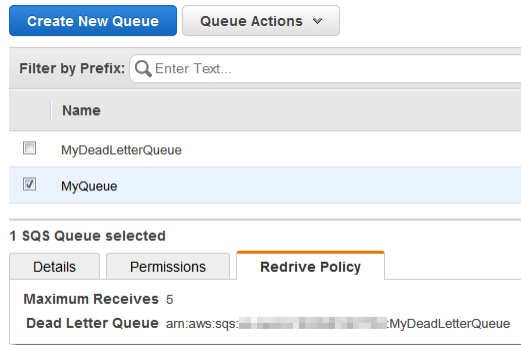 Create New Queue Queue Actions
Filter by Prefix: Enter Text...
Name
MyDeadLetterQueue
MyQueue
1 SQS Queue selected
Details Permissions Redrive Policy
Maximum Receives 5
Dead Letter Queue arn:aws:sqs: :MyDeadLetterQueue